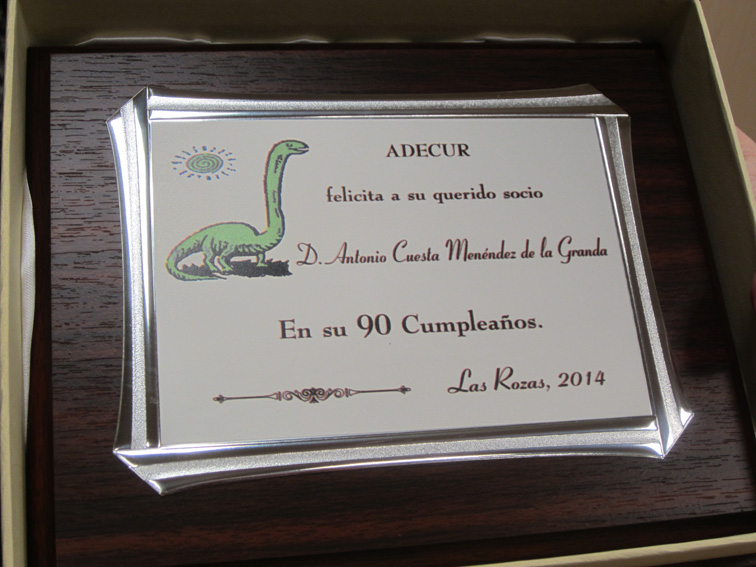 ADECUR
felicita a su querido socio
D. Antonio Cuesta Menéndez de la Granda
En su 90 Cumpleaños.
Las Rozas, 2014